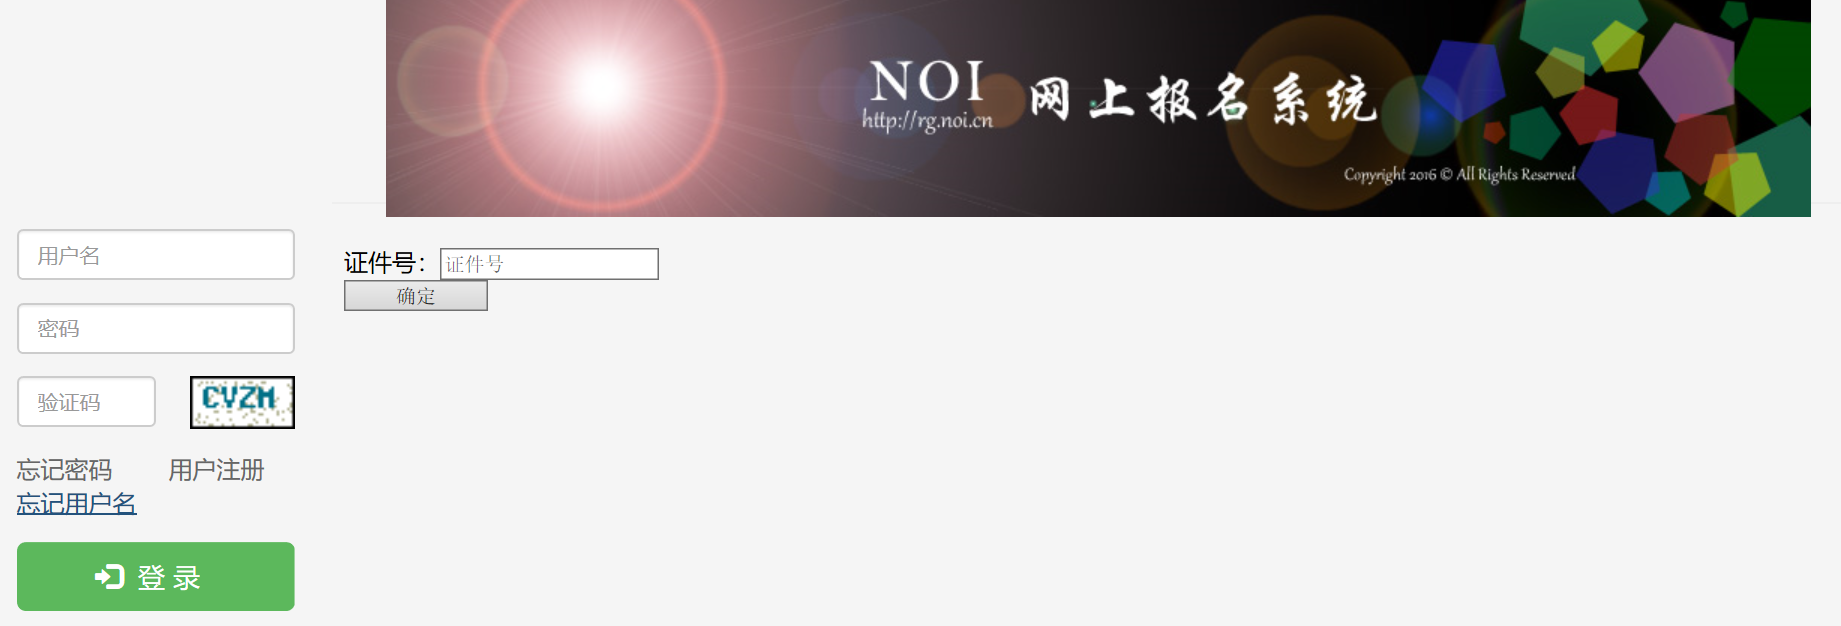 NOI
http://rg.noi.cn
网上报名系统
Copyright 2016 © All Rights Reserved
用户名
密码
验证码
CVZM
忘记密码 用户注册
忘记用户名
登 录
证件号： 证件号
确定